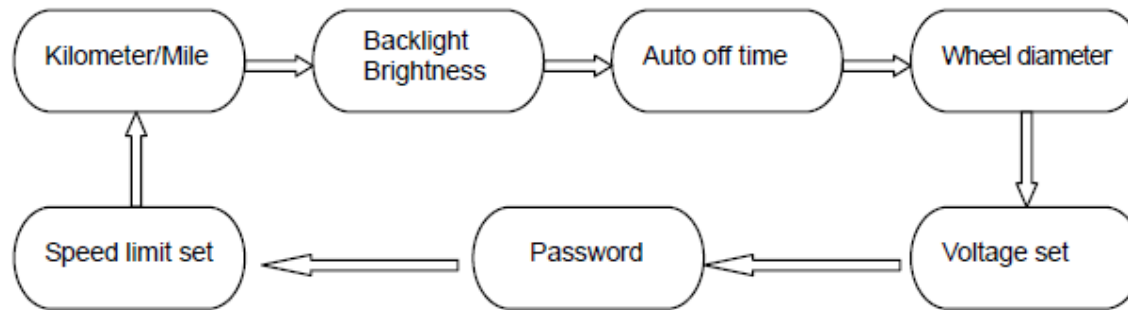 Kilometer/Mile
Backlight
Brightness
Auto off time
Wheel diameter
Speed limit set
Password
Voltage set